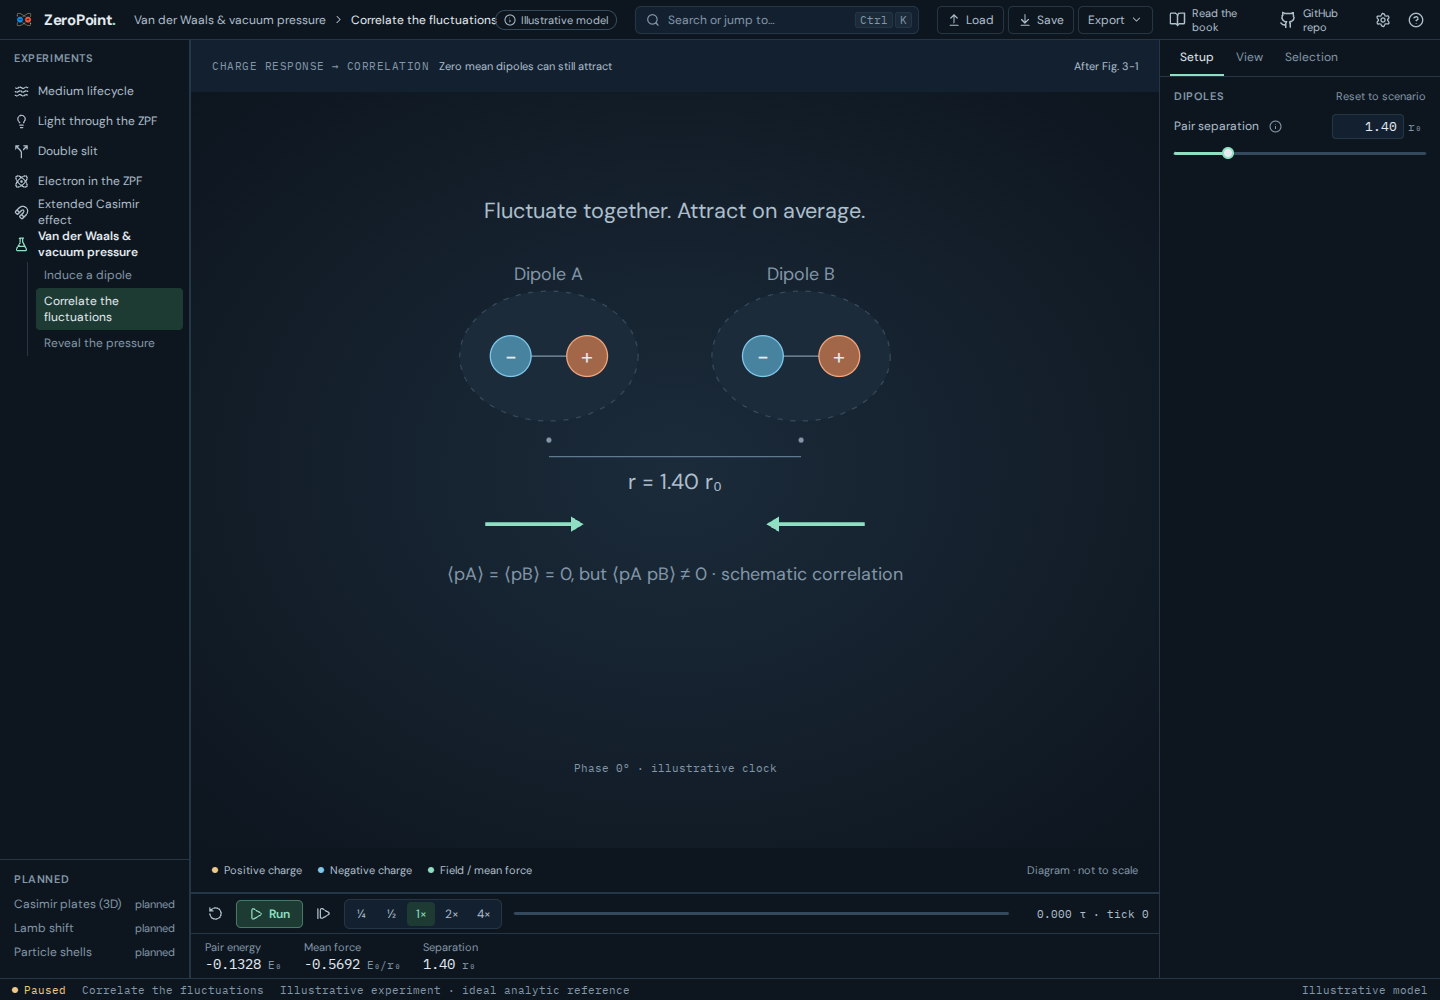 ZeroPoint.
Van der Waals & vacuum pressure › Correlate the fluctuations
Illustrative model
Search or jump to...
Ctrl K
Load
Save
Export
Read the book
GitHub repo
EXPERIMENTS
Medium lifecycle
Light through the ZPF
Double slit
Electron in the ZPF
Extended Casimir
effect
Van der Waals &
vacuum pressure
Induce a dipole
Correlate the
fluctuations
Reveal the pressure
PLANNED
Casimir plates (3D) planned
Lamb shift planned
Particle shells planned
CHARGE RESPONSE → CORRELATION Zero mean dipoles can still attract
After Fig. 3-1
Fluctuate together. Attract on average.
Dipole A Dipole B
− + − +
r = 1.40 r₀
⟨pA⟩ = ⟨pB⟩ = 0, but ⟨pA pB⟩ ≠ 0 · schematic correlation
Phase 0° · illustrative clock
Positive charge Negative charge Field / mean force
Diagram · not to scale
Run
¼ ½ 1× 2× 4×
0.000 τ · tick 0
Pair energy Mean force Separation
-0.1328 E₀ -0.5692 E₀/r₀ 1.40 r₀
Setup View Selection
DIPOLES Reset to scenario
Pair separation 1.40 r₀
Paused Correlate the fluctuations Illustrative experiment · ideal analytic reference
Illustrative model